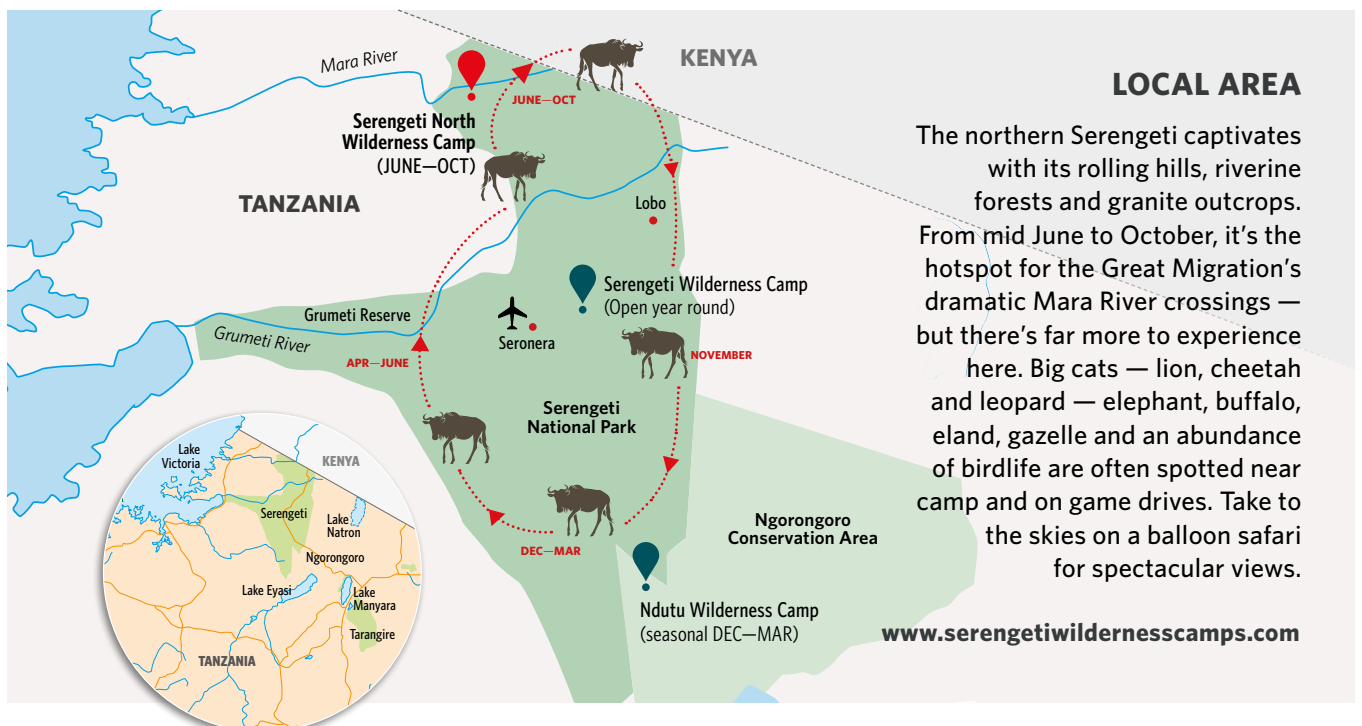 KENYA
Mara River
JUNE—OCT
Serengeti North
Wilderness Camp
(JUNE—OCT)
TANZANIA
Lobo
Serengeti Wilderness Camp
(Open year round)
Grumeti Reserve
Grumeti River
Seronera
NOVEMBER
APR—JUNE
Serengeti
National Park
DEC—MAR
Ngorongoro
Conservation Area
Ndutu Wilderness Camp
(seasonal DEC—MAR)
Lake
Victoria
KENYA
Serengeti
Lake
Natron
Ngorongoro
Lake Eyasi
Lake
Manyara
Tarangire
TANZANIA
LOCAL AREA
The northern Serengeti captivates
with its rolling hills, riverine
forests and granite outcrops.
From mid June to October, it's the
hotspot for the Great Migration's
dramatic Mara River crossings —
but there's far more to experience
here. Big cats — lion, cheetah
and leopard — elephant, buffalo,
eland, gazelle and an abundance
of birdlife are often spotted near
camp and on game drives. Take to
the skies on a balloon safari
for spectacular views.
www.serengetiwildernesscamps.com